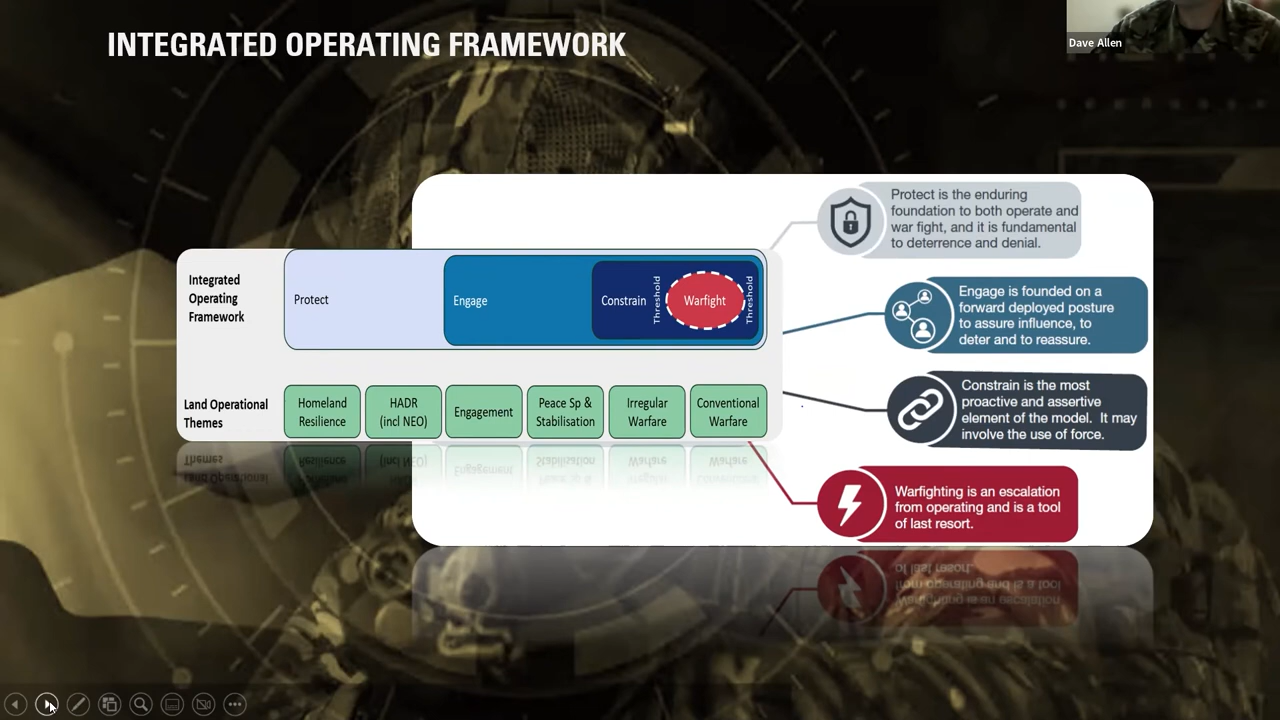 INTEGRATED OPERATING FRAMEWORK
Dave Allen
Integrated
Operating
Framework
Protect
Engage
Constrain
Threshold
Warfight
Threshold
Land Operational
Themes
Homeland
Resilience
HADR
(incl NEO)
Engagement
Peace Sp &
Stabilisation
Irregular
Warfare
Conventional
Warfare
Protect is the enduring
foundation to both operate and
war fight, and it is fundamental
to deterrence and denial.
Engage is founded on a
forward deployed posture
to assure influence, to
deter and to reassure.
Constrain is the most
proactive and assertive
element of the model. It may
involve the use of force.
Warfighting is an escalation
from operating and is a tool
of last resort.